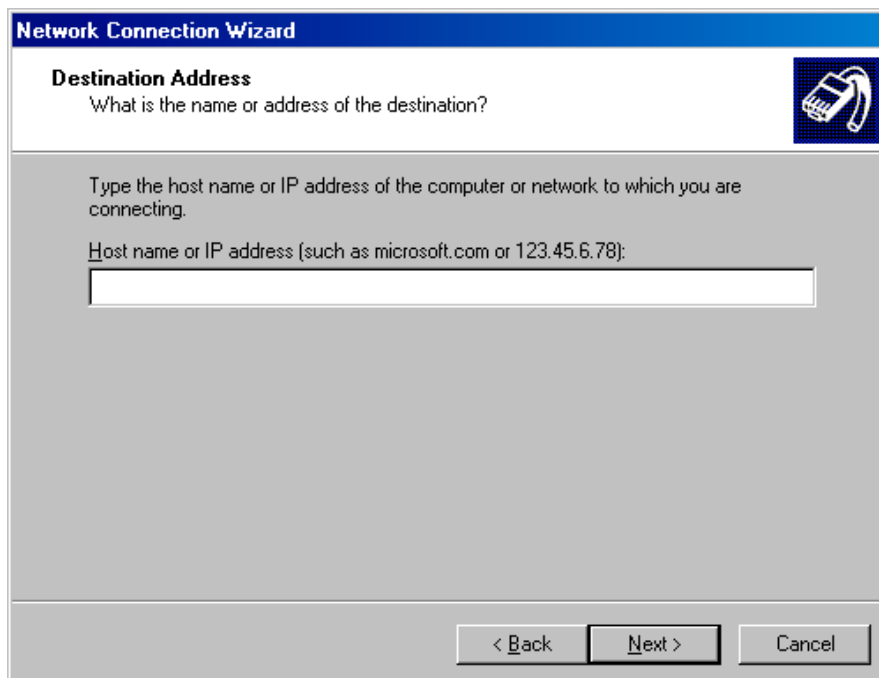 Network Connection Wizard
Destination Address
What is the name or address of the destination?
Type the host name or IP address of the computer or network to which you are
connecting.
Host name or IP address (such as microsoft.com or 123.45.6.78):
< Back Next > Cancel